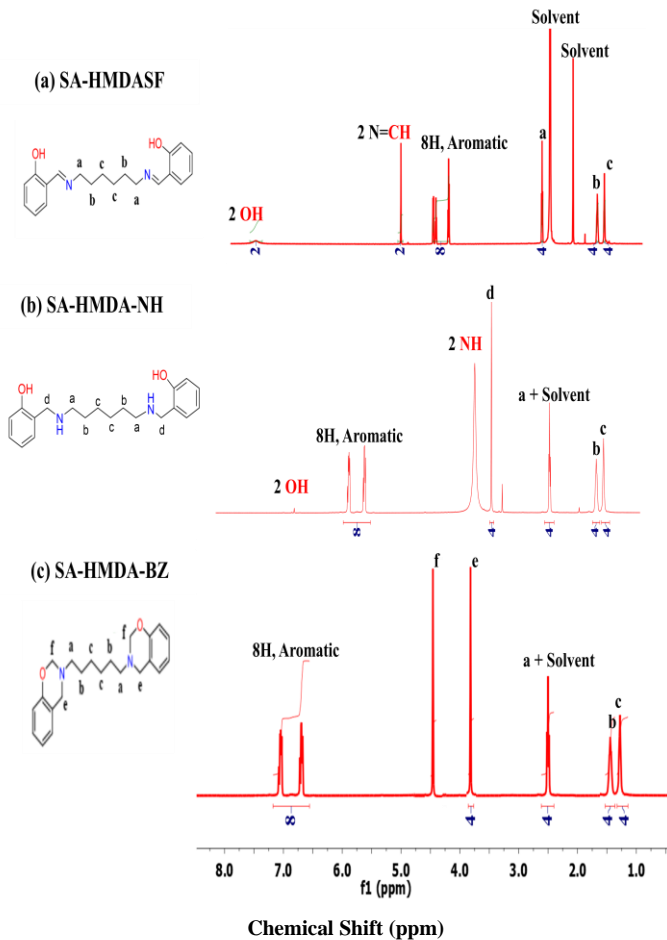 Solvent
Solvent
(a) SA-HMDASF
2 N=CH
8H, Aromatic
a
c
b
OH
HO
a
c
b
N
N
b
c
a
2 OH
2
2
8
4
4
4
(b) SA-HMDA-NH
d
2 NH
a + Solvent
HO
OH
d
a
c
b
H
N
N
H
b
c
a
d
8H, Aromatic
b
c
2 OH
8
4
4
4
4
(c) SA-HMDA-BZ
f
e
O
f
a
c
b
N
f
N
O
b
c
a
e
e
8H, Aromatic
a + Solvent
b
c
8
4
4
4
4
8.0 7.0 6.0 5.0 4.0 3.0 2.0 1.0
f1 (ppm)
Chemical Shift (ppm)